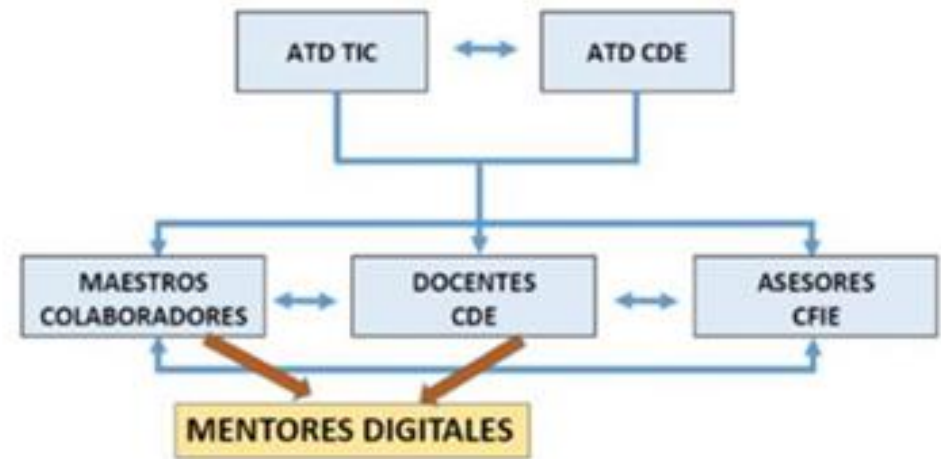 ATD TIC
ATD CDE
MAESTROS
COLABORADORES
DOCENTES
CDE
ASESORES
CFIE
MENTORES DIGITALES